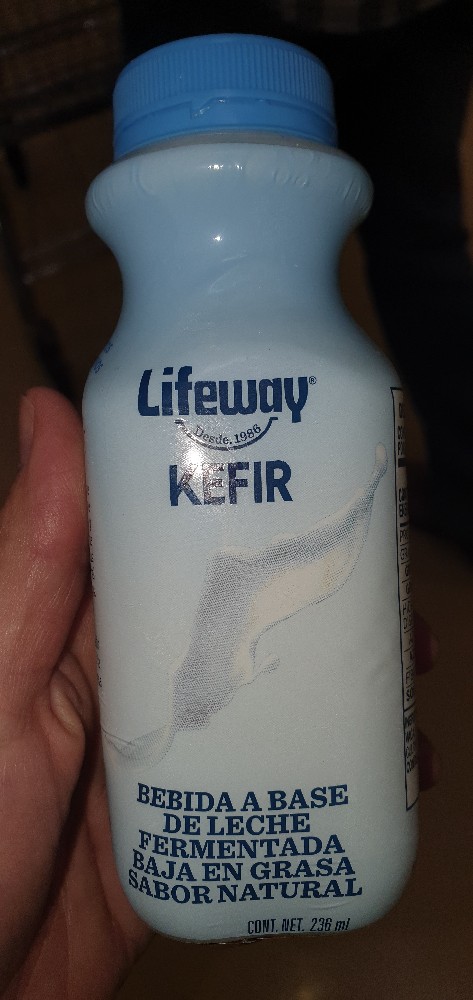 Lifeway®
Desde. 1986
KEFIR
BEBIDA A BASE
DE LECHE
FERMENTADA
BAJA EN GRASA
SABOR NATURAL
CONT. NET. 236 ml